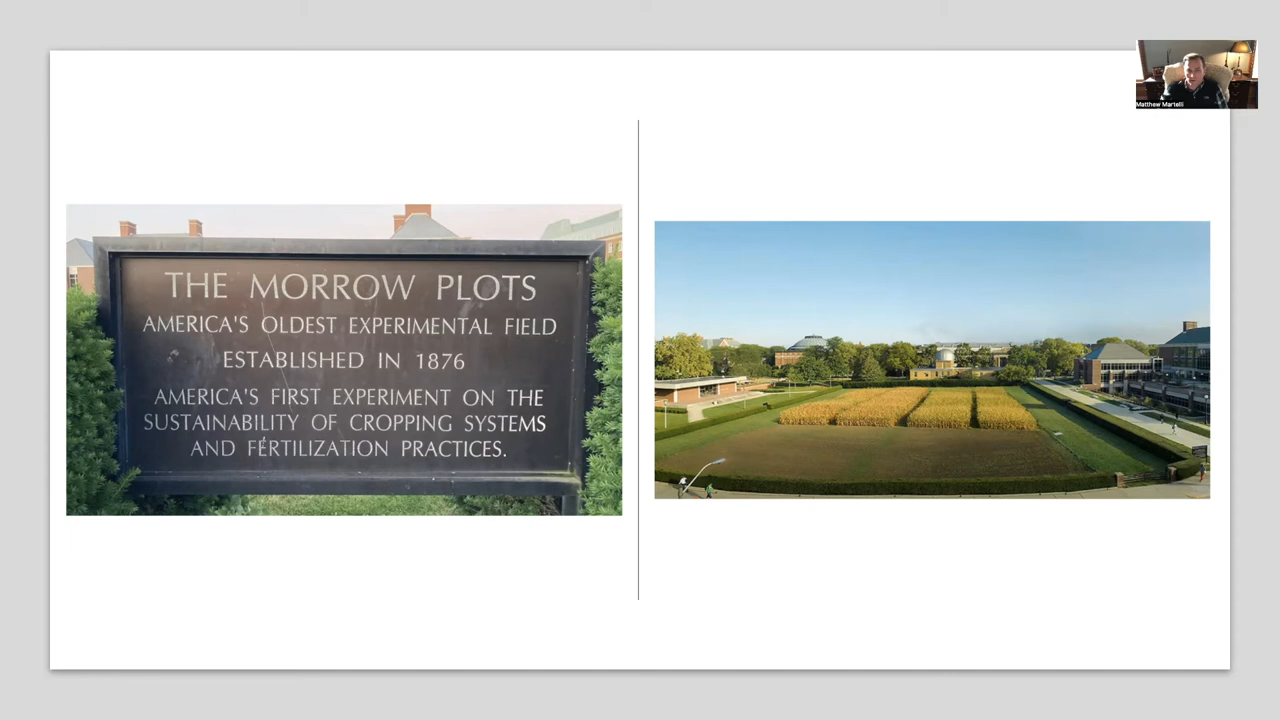 Matthew Martelli
THE MORROW PLOTS
AMERICA'S OLDEST EXPERIMENTAL FIELD
ESTABLISHED IN 1876
AMERICA'S FIRST EXPERIMENT ON THE
SUSTAINABILITY OF CROPPING SYSTEMS
AND FERTILIZATION PRACTICES.